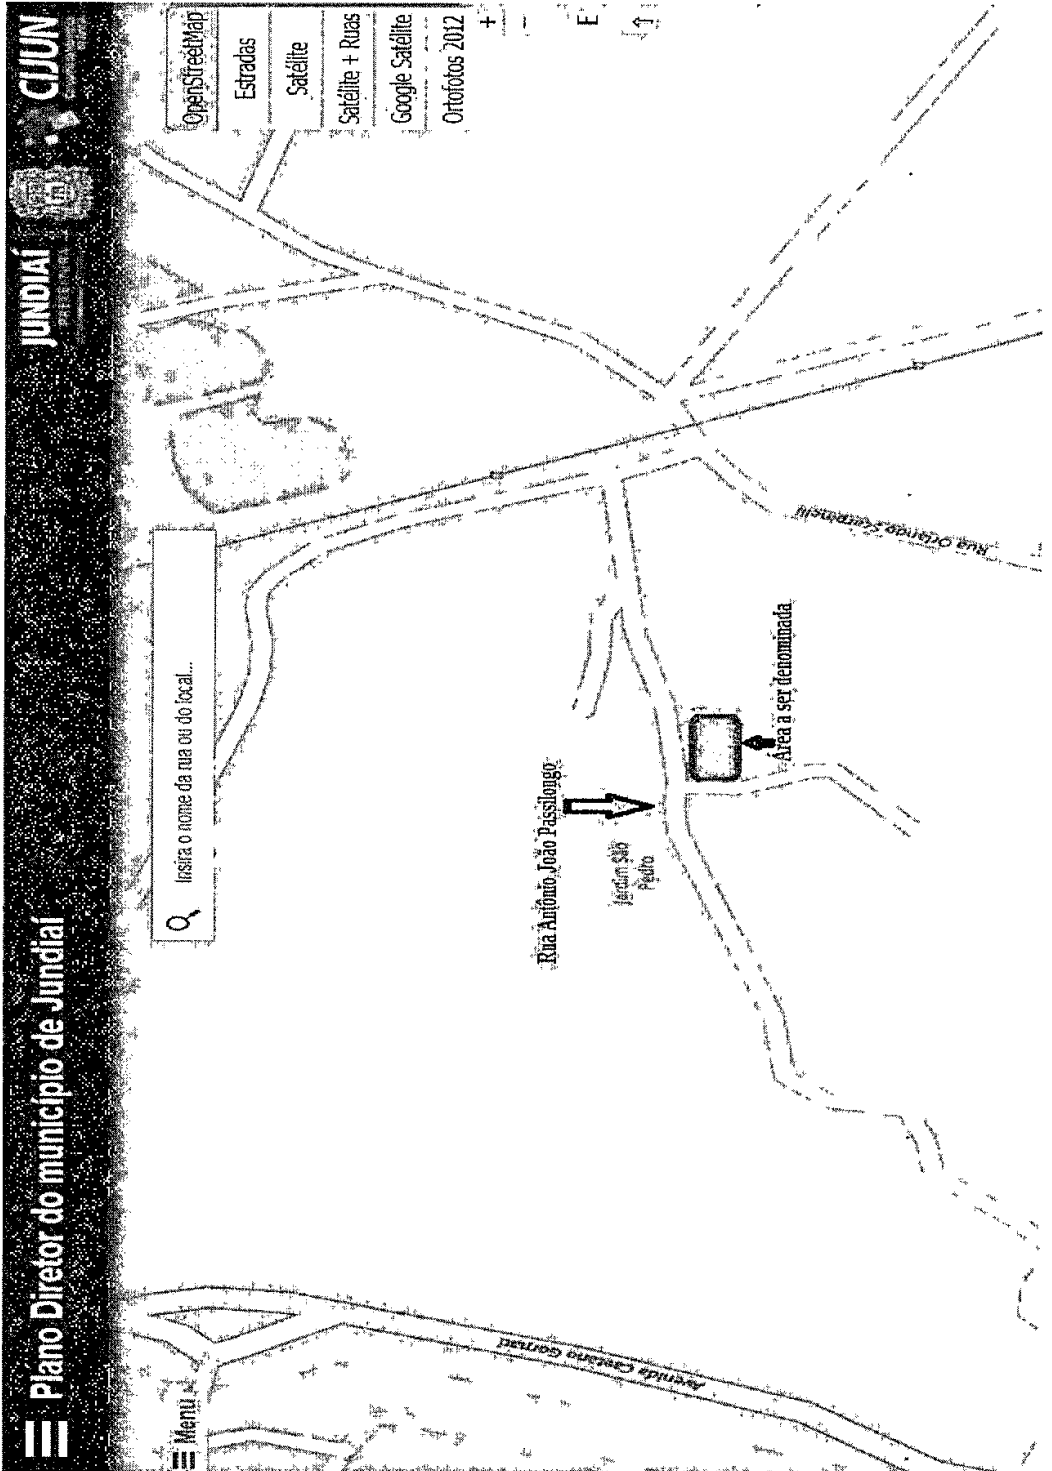 Plano Diretor do município de Jundiaí
JUNDIAÍ
CIJUN
Menu
Insira o nome da rua ou do local...
OpenStreetMap
Estradas
Satélite
Satélite + Ruas
Google Satélite
Ortofotos 2012
+
-
E
Rua Antônio João Passilongo
Jardim São
Pedro
Área a ser denominada
Avenida Caetano Gornati